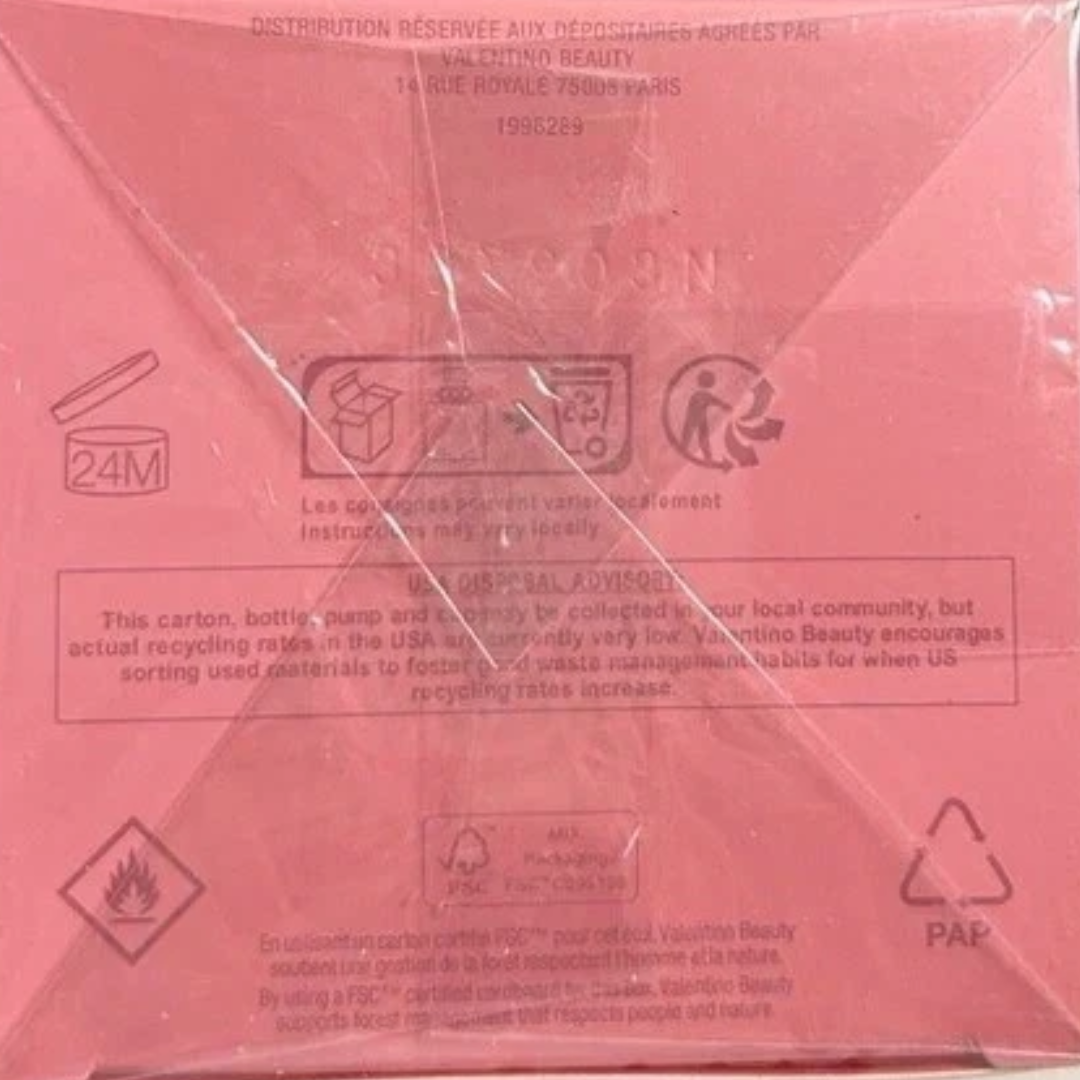 DISTRIBUTION RÉSERVÉE AUX DÉPOSITAIRES AGRÉÉS PAR
VALENTINO BEAUTY
14 RUE ROYALE 75008 PARIS
1998289
24M
Les consignes peuvent varier localement
Instructions may vary locally
USA DISPOSAL ADVISORY:
This carton, bottle, pump and cap may be collected in your local community, but
actual recycling rates in the USA are currently very low. Valentino Beauty encourages
sorting used materials to foster good waste management habits for when US
recycling rates increase.
MIX
Packaging
FSC
FSC™
PAP
En utilisant un carton certifié FSC™ pour cet étui, Valentino Beauty
soutient une gestion de la forêt respectant l'homme et la nature.
By using a FSC™ certified cardboard for this box, Valentino Beauty
supports forest management that respects people and nature.